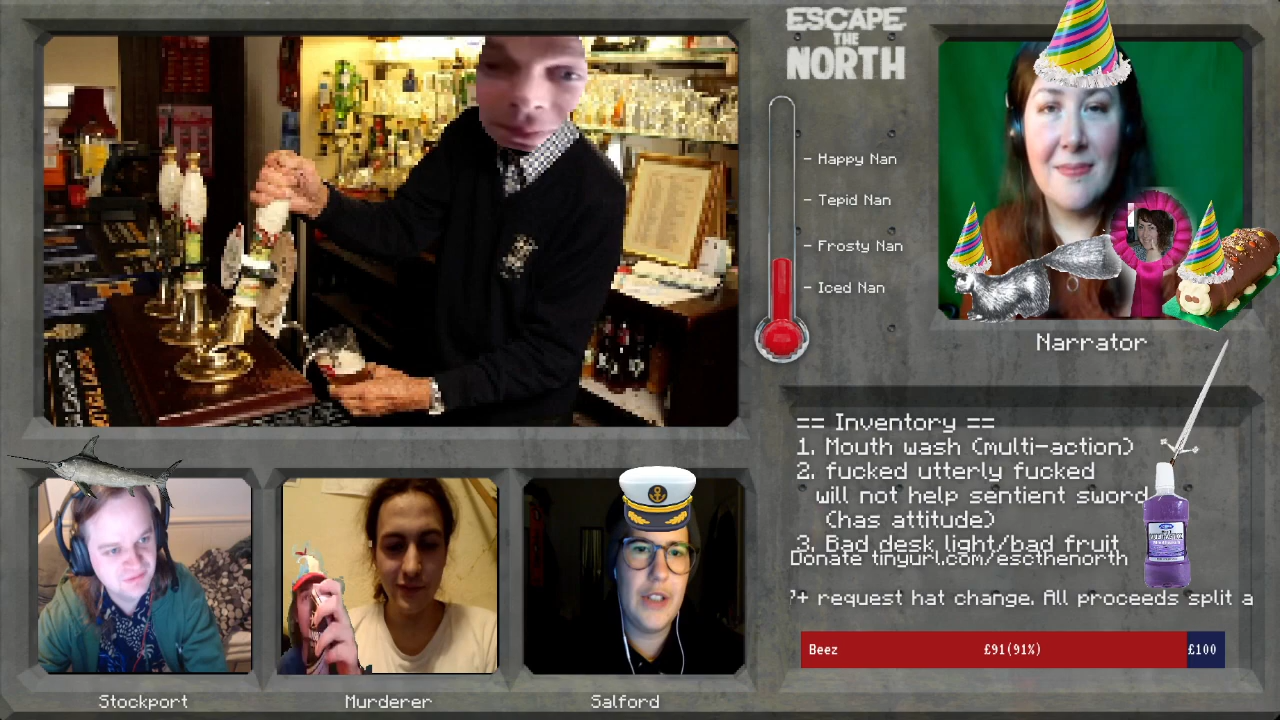 ESCAPE
THE
NORTH
- Happy Nan
- Tepid Nan
- Frosty Nan
- Iced Nan
Narrator
== Inventory ==
1. Mouth wash (multi-action)
2. fucked utterly fucked
will not help sentient sword
(has attitude)
3. Bad desk light/bad fruit
Donate tinyurl.com/escthenorth
+ request hat change. All proceeds split a
Beez £91(91%) £100
Stockport Murderer Salford